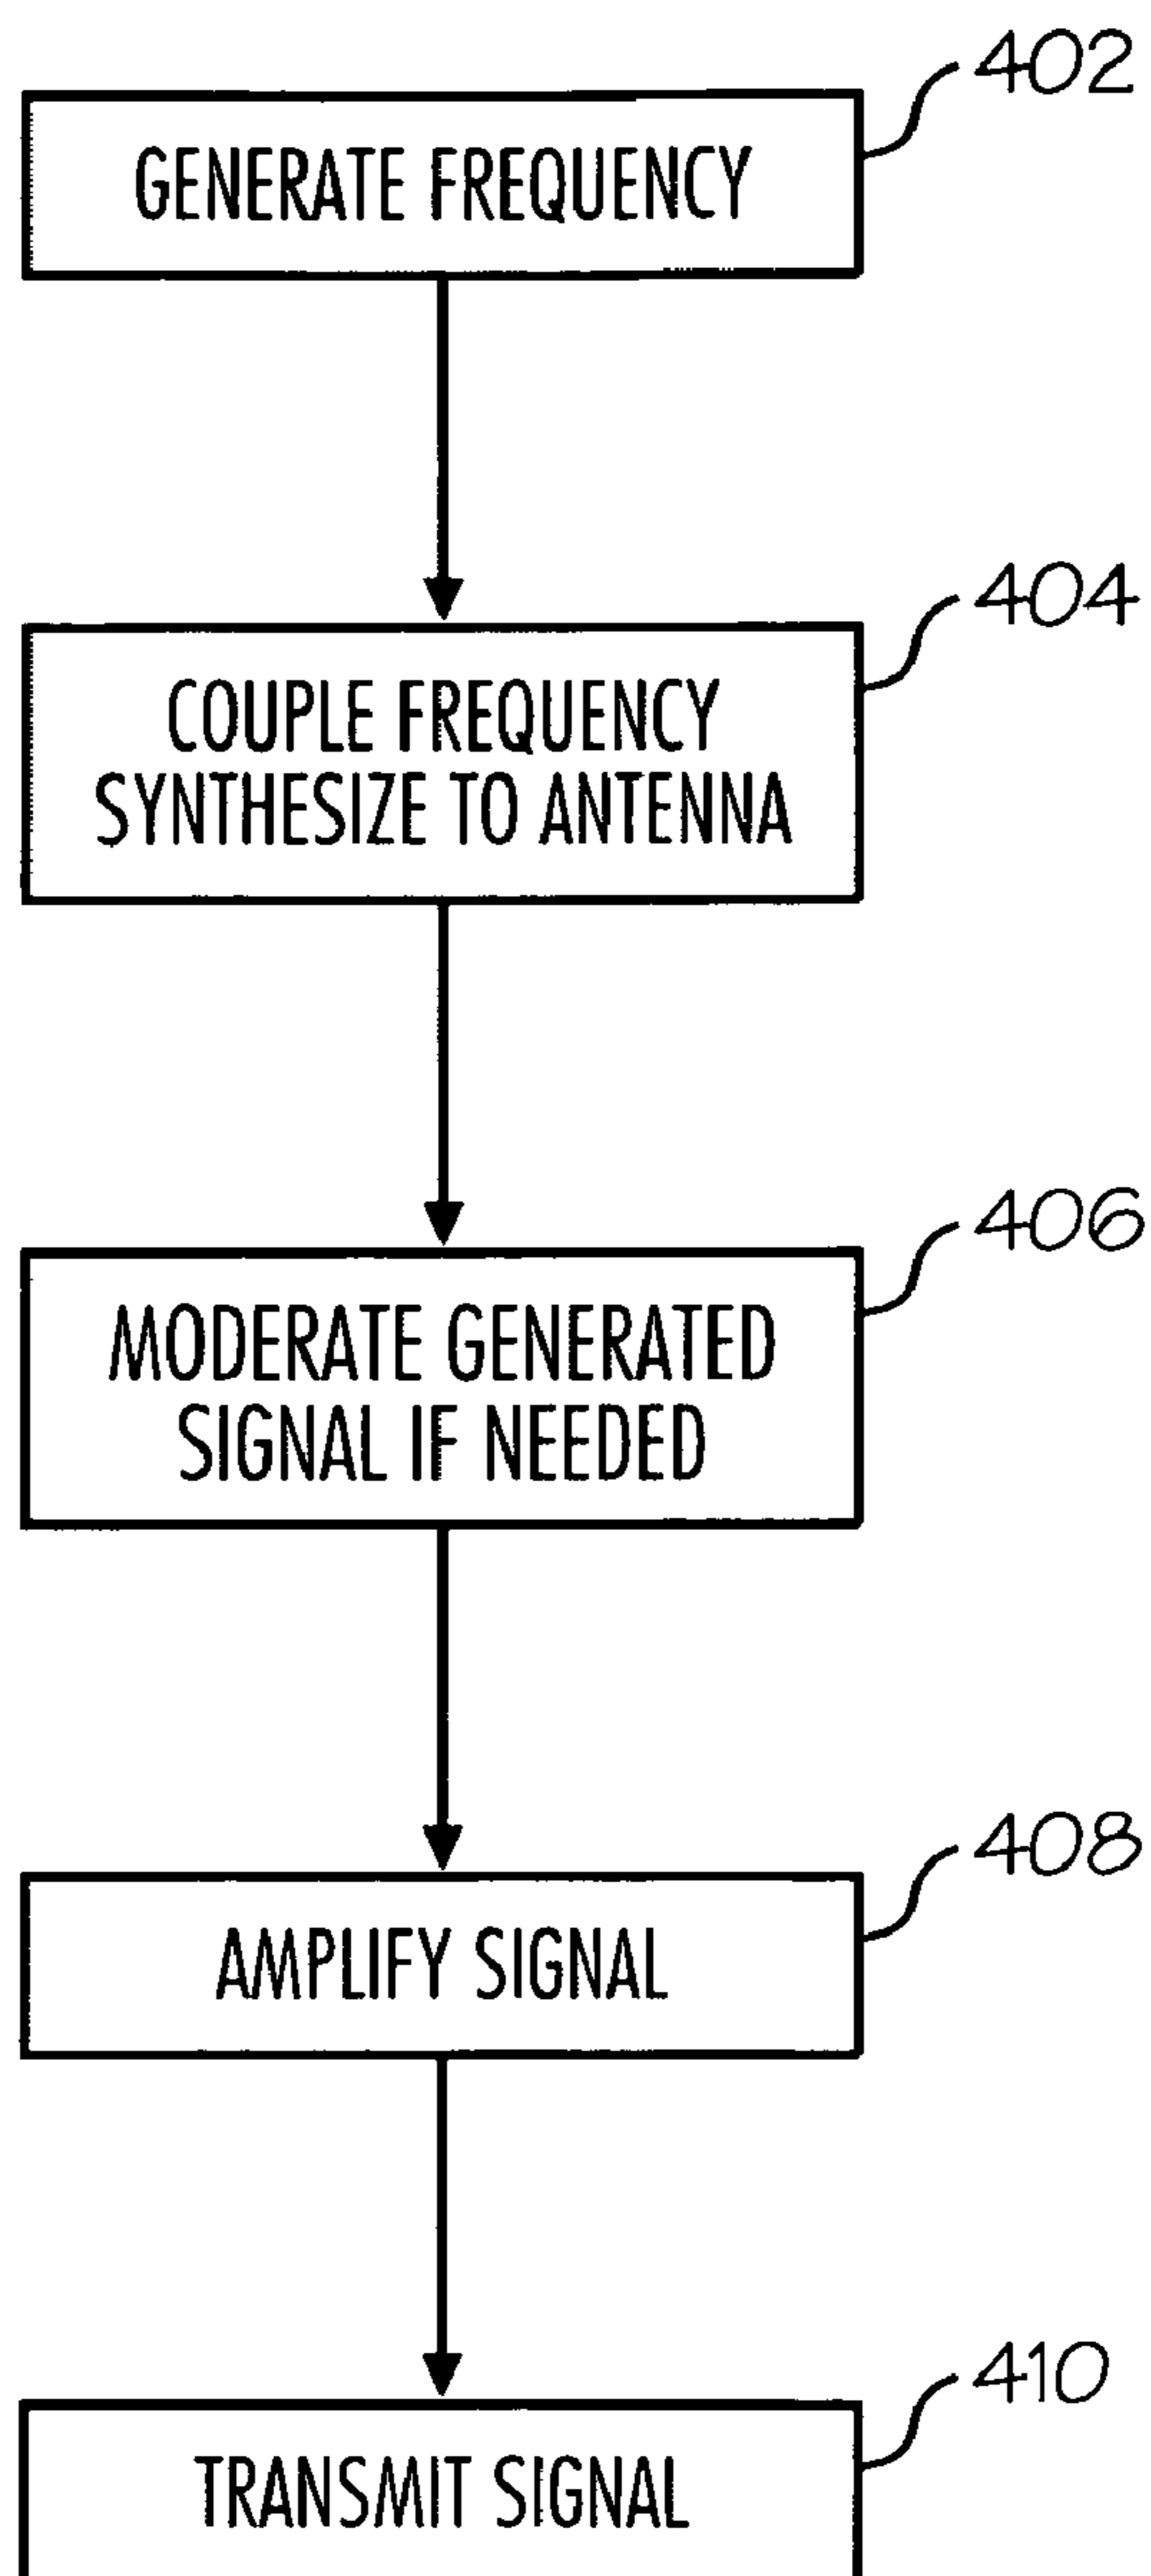 402
GENERATE FREQUENCY
404
COUPLE FREQUENCY
SYNTHESIZE TO ANTENNA
406
MODERATE GENERATED
SIGNAL IF NEEDED
408
AMPLIFY SIGNAL
410
TRANSMIT SIGNAL